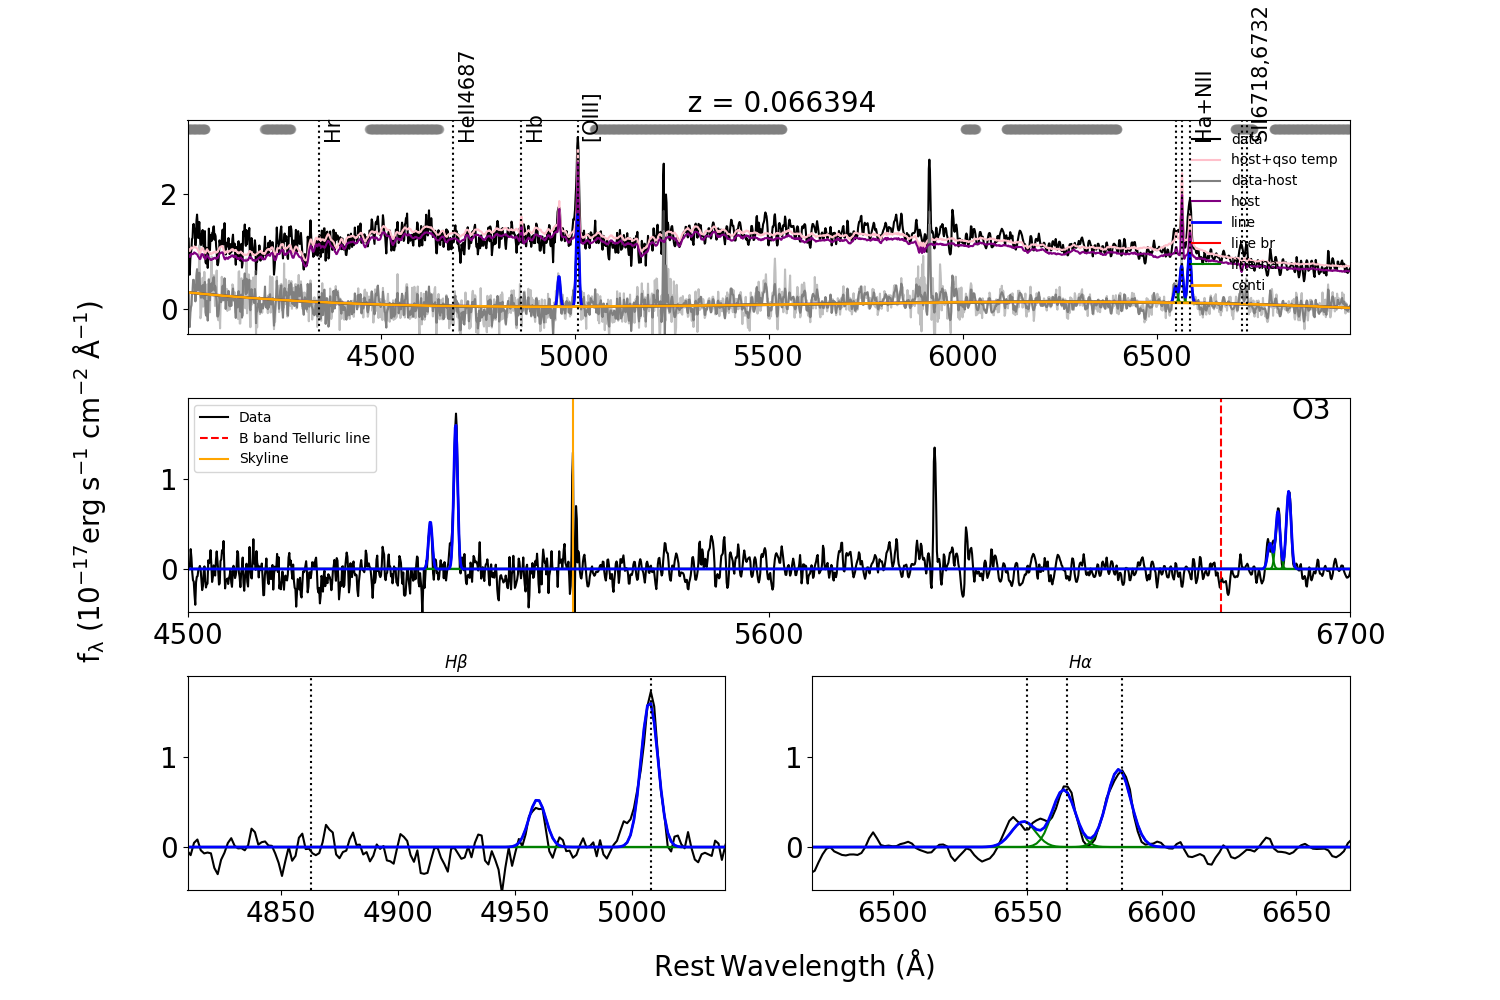 z = 0.066394
Hr
HeII4687
Hb
[OIII]
Ha+NII
SII6718,6732
data
host+qso temp
data-host
host
line
line br
conti
2
0
4500
5000
5500
6000
6500
fλ (10⁻¹⁷erg s⁻¹ cm⁻² Å⁻¹)
Data
B band Telluric line
Skyline
O3
1
0
4500
5600
6700
Hβ
1
0
4850
4900
4950
5000
Hα
1
0
6500
6550
6600
6650
Rest Wavelength (Å)